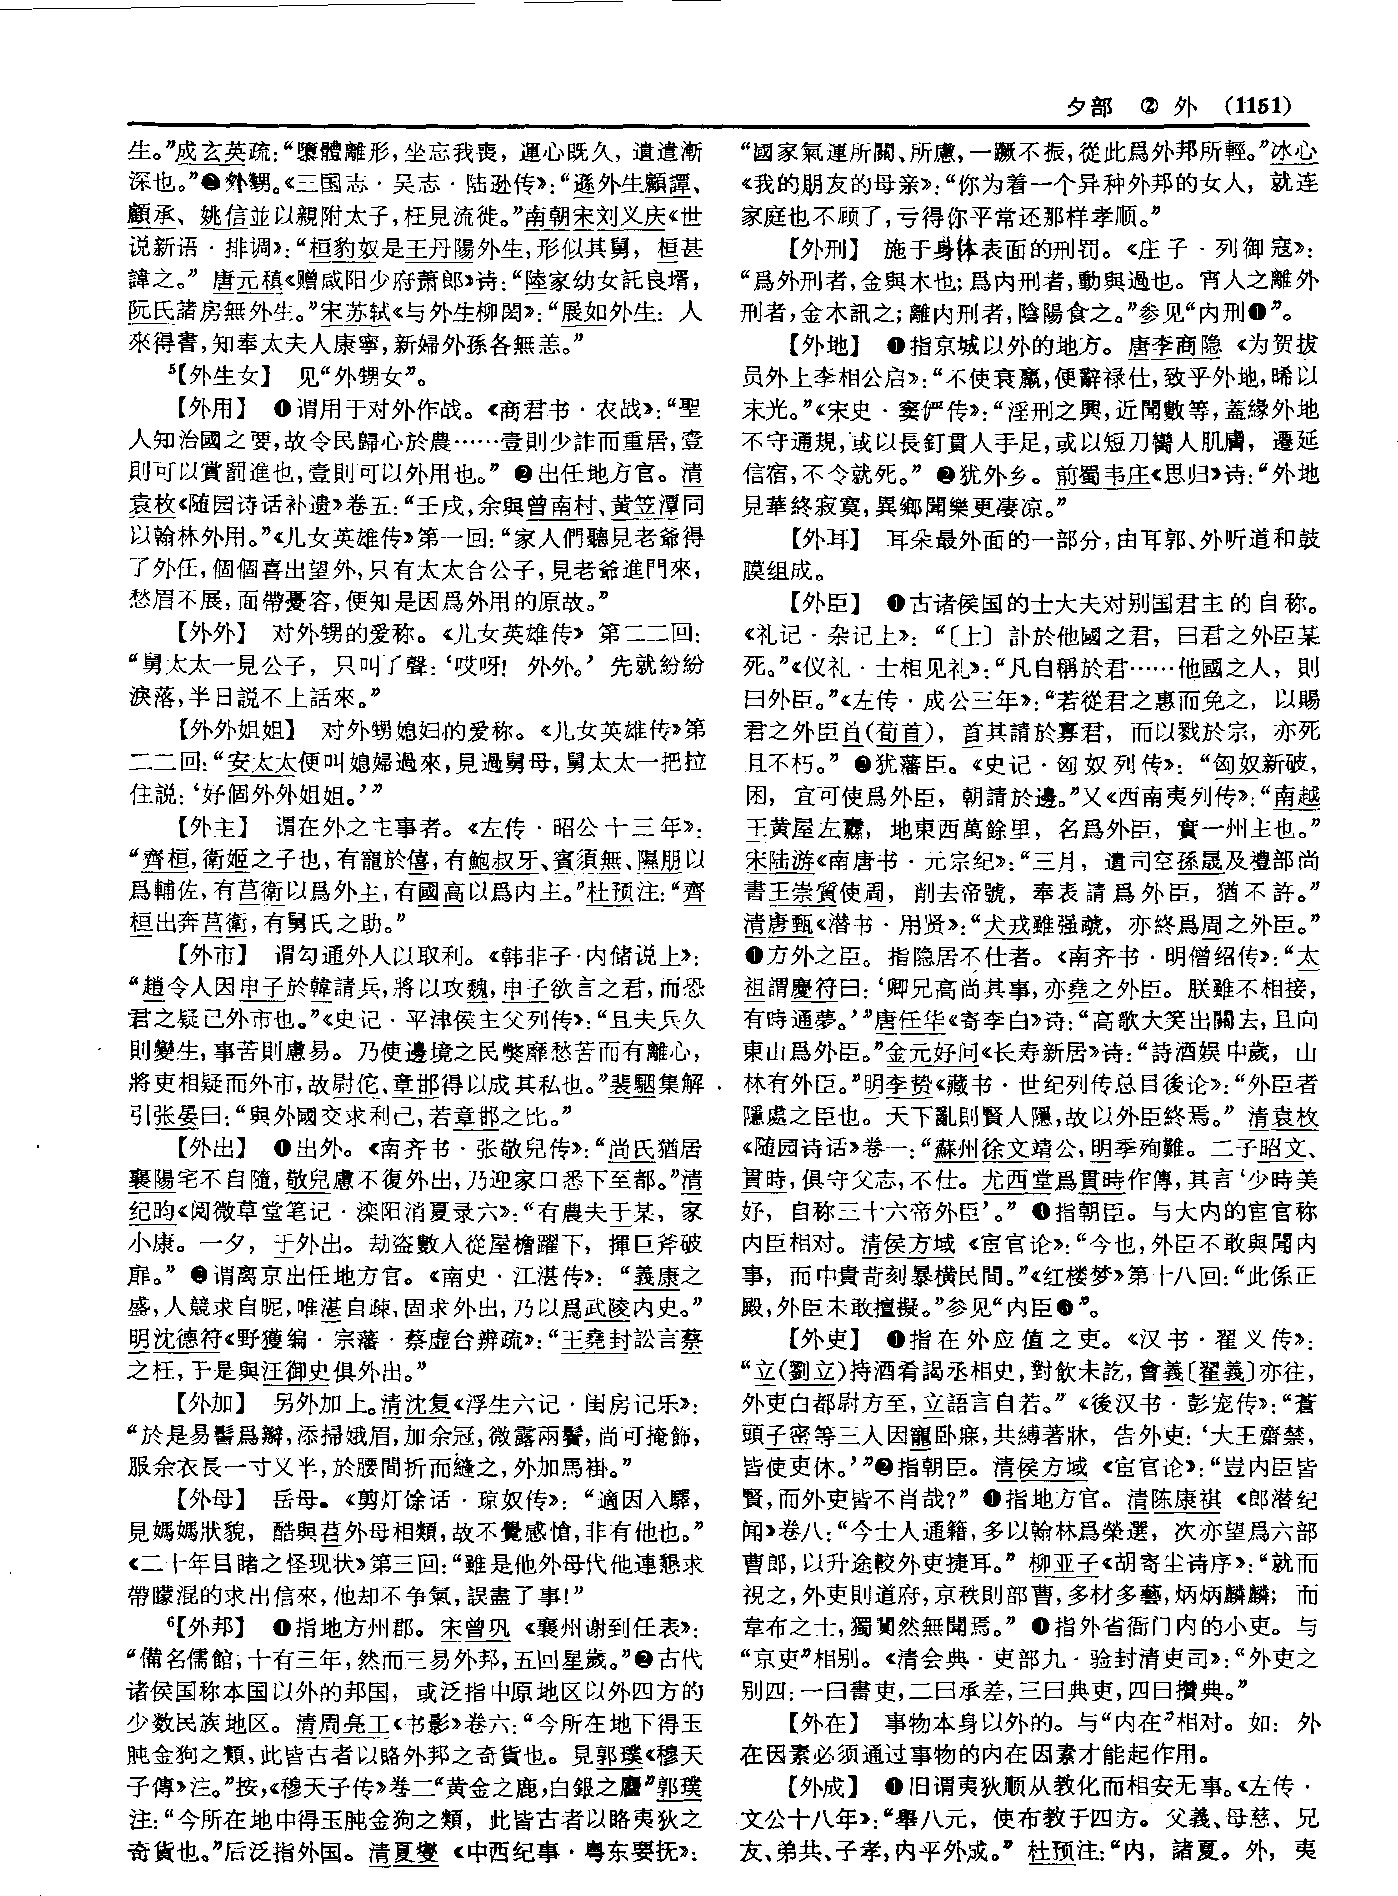 夕部 ② 外 (1151)
生。”成玄英疏：“墮體離形，坐忘我喪，運心既久，遺遣漸
深也。”❷外甥。《三国志·吴志·陆逊传》：“遜外生顧譚、
顧承、姚信並以親附太子，枉見流徙。”南朝宋刘义庆《世
说新语·排调》：“桓豹奴是王丹陽外生，形似其舅，桓甚
諱之。”唐元稹《赠咸阳少府萧郎》诗：“陸家幼女託良壻，
阮氏諸房無外生。”宋苏轼《与外生柳闳》：“展如外生：人
來得書，知奉太夫人康寧，新婦外孫各無恙。”
⁵【外生女】 见“外甥女”。
【外用】 ❶谓用于对外作战。《商君书·农战》：“聖
人知治國之要，故令民歸心於農……壹則少詐而重居，壹
則可以賞罰進也，壹則可以外用也。”❷出任地方官。清
袁枚《随园诗话补遗》卷五：“壬戌，余與曾南村、黄笠潭同
以翰林外用。”《儿女英雄传》第一回：“家人們聽見老爺得
了外任，個個喜出望外，只有太太合公子，見老爺進門來，
愁眉不展，面帶憂容，便知是因爲外用的原故。”
【外外】 对外甥的爱称。《儿女英雄传》第二二回：
“舅太太一見公子，只叫了聲：‘哎呀！外外。’先就紛紛
淚落，半日説不上話來。”
【外外姐姐】 对外甥媳妇的爱称。《儿女英雄传》第
二二回：“安太太便叫媳婦過來，見過舅母，舅太太一把拉
住説：‘好個外外姐姐。’”
【外主】 谓在外之主事者。《左传·昭公十三年》：
“齊桓，衛姬之子也，有寵於僖，有鮑叔牙、賓須無、隰朋以
爲輔佐，有莒衛以爲外主，有國高以爲内主。”杜预注：“齊
桓出奔莒衛，有舅氏之助。”
【外市】 谓勾通外人以取利。《韩非子·内储说上》：
“趙令人因申子於韓請兵，將以攻魏，申子欲言之君，而恐
君之疑己外市也。”《史记·平津侯主父列传》：“且夫兵久
則變生，事苦則慮易。乃使邊境之民獘靡愁苦而有離心，
將吏相疑而外市，故尉佗、章邯得以成其私也。”裴駰集解
引张晏曰：“與外國交求利己，若章邯之比。”
【外出】 ❶出外。《南齐书·张敬兒传》：“尚氏猶居
襄陽宅不自隨，敬兒慮不復外出，乃迎家口悉下至都。”清
纪昀《阅微草堂笔记·滦阳消夏录六》：“有農夫于某，家
小康。一夕，于外出。劫盜數人從屋檐躍下，揮巨斧破
扉。”❷谓离京出任地方官。《南史·江湛传》：“義康之
盛，人競求自昵，唯湛自疎，固求外出，乃以爲武陵内史。”
明沈德符《野獲编·宗藩·蔡虚台辨疏》：“王堯封訟言蔡
之枉，于是與汪御史俱外出。”
【外加】 另外加上。清沈复《浮生六记·闺房记乐》：
“於是易髻爲辮，添掃娥眉，加余冠，微露兩鬢，尚可掩飾，
服余衣長一寸又半，於腰間折而縫之，外加馬褂。”
【外母】 岳母。《剪灯馀话·琼奴传》：“適因入驛，
見媽媽狀貌，酷與苕外母相類，故不覺感愴，非有他也。”
《二十年目睹之怪现状》第三回：“雖是他外母代他連懇求
帶矇混的求出信來，他却不争氣，誤盡了事！”
⁶【外邦】 ❶指地方州郡。宋曾巩《襄州谢到任表》：
“備名儒館，十有三年，然而三易外邦，五回星歲。”❷古代
诸侯国称本国以外的邦国，或泛指中原地区以外四方的
少数民族地区。清周亮工《书影》卷六：“今所在地下得玉
肫金狗之類，此皆古者以賂外邦之奇貨也。見郭璞《穆天
子傳》注。”按，《穆天子传》卷二“黄金之鹿，白銀之麕”郭璞
注：“今所在地中得玉肫金狗之類，此皆古者以賂夷狄之
奇貨也。”后泛指外国。清夏燮《中西纪事·粤东要抚》：
“國家氣運所關、所慮，一蹶不振，從此爲外邦所輕。”冰心
《我的朋友的母亲》：“你为着一个异种外邦的女人，就连
家庭也不顾了，亏得你平常还那样孝顺。”
【外刑】 施于身体表面的刑罚。《庄子·列御寇》：
“爲外刑者，金與木也；爲内刑者，動與過也。宵人之離外
刑者，金木訊之；離内刑者，陰陽食之。”参见“内刑❶”。
【外地】 ❶指京城以外的地方。唐李商隐《为贺拔
员外上李相公启》：“不使衰羸，便辭禄仕，致乎外地，晞以
末光。”《宋史·窦俨传》：“淫刑之興，近聞數等，蓋緣外地
不守通規，或以長釘貫人手足，或以短刀臠人肌膚，遷延
信宿，不令就死。”❷犹外乡。前蜀韦庄《思归》诗：“外地
見華終寂寞，異鄉聞樂更凄凉。”
【外耳】 耳朵最外面的一部分，由耳郭、外听道和鼓
膜组成。
【外臣】 ❶古诸侯国的士大夫对别国君主的自称。
《礼记·杂记上》：“〔士〕訃於他國之君，曰君之外臣某
死。”《仪礼·士相见礼》：“凡自稱於君……他國之人，則
曰外臣。”《左传·成公三年》：“若從君之惠而免之，以賜
君之外臣首（荀首），首其請於寡君，而以戮於宗，亦死
且不朽。”❷犹藩臣。《史记·匈奴列传》：“匈奴新破，
困，宜可使爲外臣，朝請於邊。”又《西南夷列传》：“南越
王黄屋左纛，地東西萬餘里，名爲外臣，實一州主也。”
宋陆游《南唐书·元宗纪》：“三月，遣司空孫晟及禮部尚
書王崇質使周，削去帝號，奉表請爲外臣，猶不許。”
清唐甄《潜书·用贤》：“犬戎雖强虣，亦終爲周之外臣。”
❸方外之臣。指隐居不仕者。《南齐书·明僧绍传》：“太
祖謂慶符曰：‘卿兄高尚其事，亦堯之外臣。朕雖不相接，
有時通夢。’”唐任华《寄李白》诗：“高歌大笑出關去，且向
東山爲外臣。”金元好问《长寿新居》诗：“詩酒娱中歲，山
林有外臣。”明李贽《藏书·世纪列传总目後论》：“外臣者
隱處之臣也。天下亂則賢人隱，故以外臣終焉。”清袁枚
《随园诗话》卷一：“蘇州徐文靖公，明季殉難。二子昭文、
貫時，俱守父志，不仕。尤西堂爲貫時作傳，其言‘少時美
好，自称三十六帝外臣’。”❹指朝臣。与大内的宦官称
内臣相对。清侯方域《宦官论》：“今也，外臣不敢與聞内
事，而中貴苛刻暴横民間。”《红楼梦》第十八回：“此係正
殿，外臣未敢擅擬。”参见“内臣❸”。
【外吏】 ❶指在外应值之吏。《汉书·翟义传》：
“立（劉立）持酒肴謁丞相史，對飲未訖，會義〔翟義〕亦往，
外吏白都尉方至，立語言自若。”《後汉书·彭宠传》：“蒼
頭子密等三人因寵卧寐，共縛著牀，告外吏：‘大王齋禁，
皆使吏休。’”❷指朝臣。清侯方域《宦官论》：“豈内臣皆
賢，而外吏皆不肖哉？”❸指地方官。清陈康祺《郎潜纪
闻》卷八：“今士人通籍，多以翰林爲榮選，次亦望爲六部
曹郎，以升途較外吏捷耳。”柳亚子《胡寄尘诗序》：“就而
視之，外吏則道府，京秩則部曹，多材多藝，炳炳麟麟；而
韋布之士，獨闃然無聞焉。”❹指外省衙门内的小吏。与
“京吏”相别。《清会典·吏部九·验封清吏司》：“外吏之
别四：一曰書吏，二曰承差，三曰典吏，四曰攢典。”
【外在】 事物本身以外的。与“内在”相对。如：外
在因素必须通过事物的内在因素才能起作用。
【外成】 ❶旧谓夷狄顺从教化而相安无事。《左传·
文公十八年》：“舉八元，使布教于四方。父義、母慈、兄
友、弟共、子孝，内平外成。”杜预注：“内，諸夏。外，夷